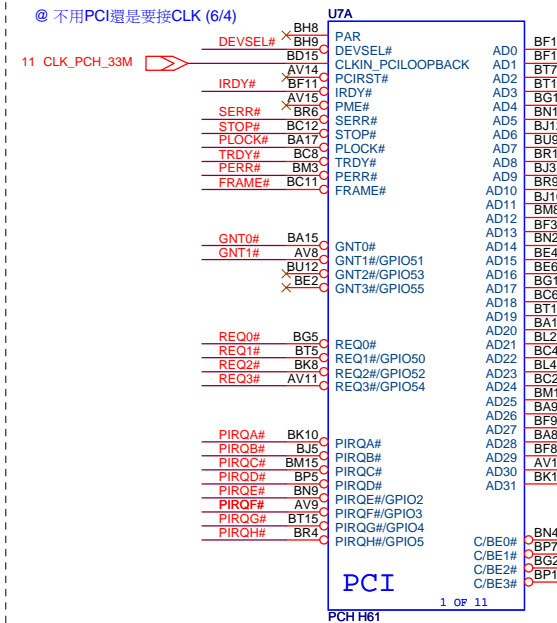 @ 不用PCI還是要接CLK (6/4)
U7A
BH8 PAR
DEVSEL# BH9 DEVSEL# AD0
11 CLK_PCH_33M BD15 CLKIN_PCILOOPBACK AD1
AV14 PCIRST# AD2
IRDY# BF11 IRDY# AD3
AV15 PME# AD4
SERR# BR6 SERR# AD5
STOP# BC12 STOP# AD6
PLOCK# BA17 PLOCK# AD7
TRDY# BC8 TRDY# AD8
PERR# BM3 PERR# AD9
FRAME# BC11 FRAME# AD10
AD11
AD12
AD13
GNT0# BA15 GNT0# AD14
GNT1# AV8 GNT1#/GPIO51 AD15
BU12 GNT2#/GPIO53 AD16
BE2 GNT3#/GPIO55 AD17
AD18
AD19
AD20
REQ0# BG5 REQ0# AD21
REQ1# BT5 REQ1#/GPIO50 AD22
REQ2# BK8 REQ2#/GPIO52 AD23
REQ3# AV11 REQ3#/GPIO54 AD24
AD25
AD26
AD27
PIRQA# BK10 PIRQA# AD28
PIRQB# BJ5 PIRQB# AD29
PIRQC# BM15 PIRQC# AD30
PIRQD# BP5 PIRQD# AD31
PIRQE# BN9 PIRQE#/GPIO2
PIRQF# AV9 PIRQF#/GPIO3
PIRQG# BT15 PIRQG#/GPIO4
PIRQH# BR4 PIRQH#/GPIO5 C/BE0#
C/BE1#
C/BE2#
C/BE3#
PCI
1 OF 11
PCH H61